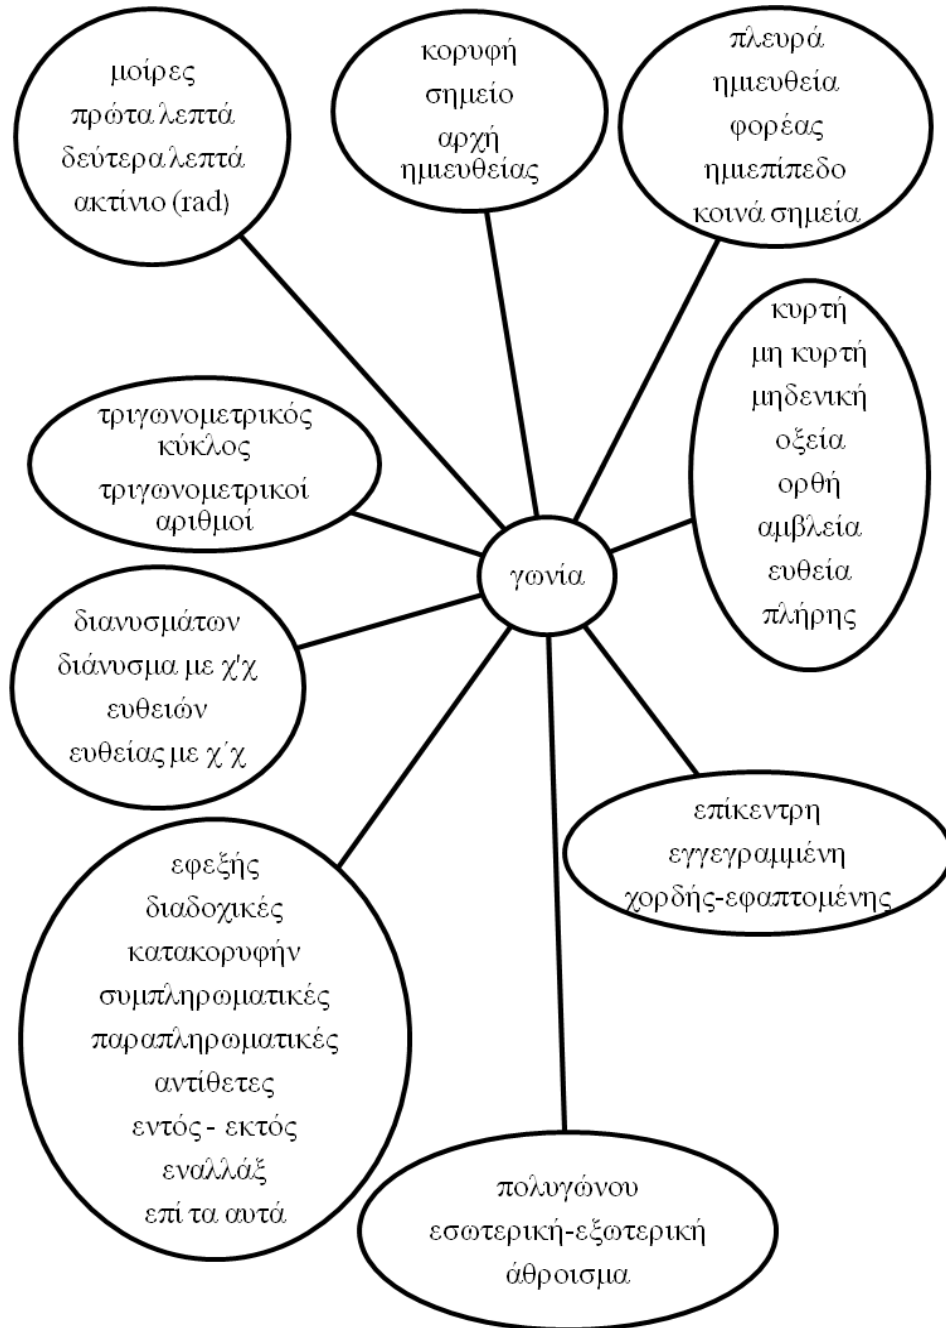 μοίρες
πρώτα λεπτά
δεύτερα λεπτά
ακτίνιο (rad)
κορυφή
σημείο
αρχή
ημιευθείας
πλευρά
ημιευθεία
φορέας
ημιεπίπεδο
κοινά σημεία
κυρτή
μη κυρτή
μηδενική
οξεία
ορθή
αμβλεία
ευθεία
πλήρης
τριγωνομετρικός
κύκλος
τριγωνομετρικοί
αριθμοί
γωνία
διανυσμάτων
διάνυσμα με χ'χ
ευθειών
ευθείας με χ΄χ
επίκεντρη
εγγεγραμμένη
χορδής-εφαπτομένης
εφεξής
διαδοχικές
κατακορυφήν
συμπληρωματικές
παραπληρωματικές
αντίθετες
εντός - εκτός
εναλλάξ
επί τα αυτά
πολυγώνου
εσωτερική-εξωτερική
άθροισμα